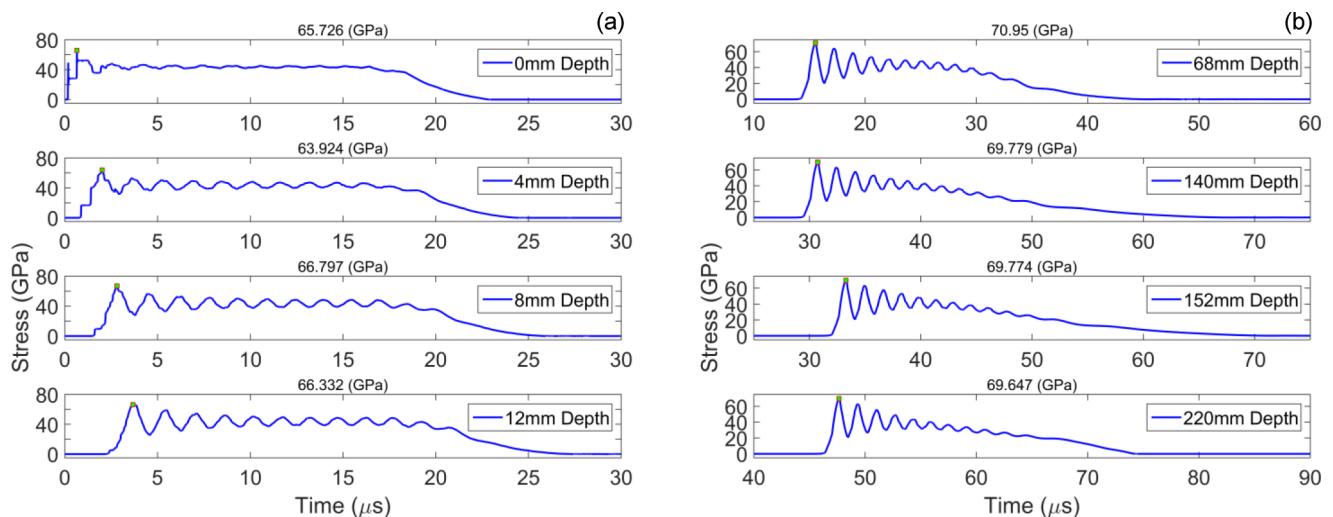 (a)
65.726 (GPa)
80
40
0
0mm Depth
0 5 10 15 20 25 30
63.924 (GPa)
80
40
0
4mm Depth
0 5 10 15 20 25 30
66.797 (GPa)
80
40
0
8mm Depth
0 5 10 15 20 25 30
66.332 (GPa)
80
40
0
12mm Depth
0 5 10 15 20 25 30
Stress (GPa)
Time (μs)
(b)
70.95 (GPa)
60
40
20
0
68mm Depth
10 15 20 25 30 35 40 45 50 55 60
69.779 (GPa)
60
40
20
0
140mm Depth
30 40 50 60 70 75
69.774 (GPa)
60
40
20
0
152mm Depth
30 40 50 60 70
69.647 (GPa)
60
40
20
0
220mm Depth
40 50 60 70 80 90
Stress (GPa)
Time (μs)